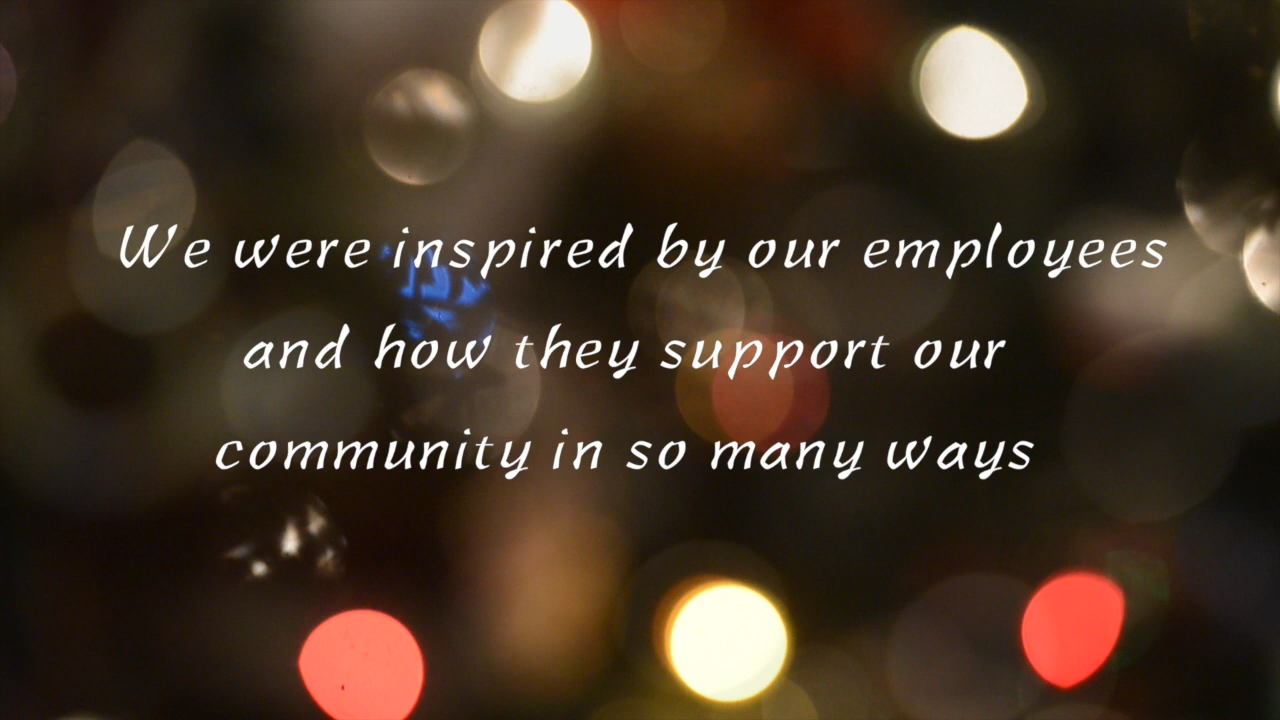 We were inspired by our employees
and how they support our
community in so many ways